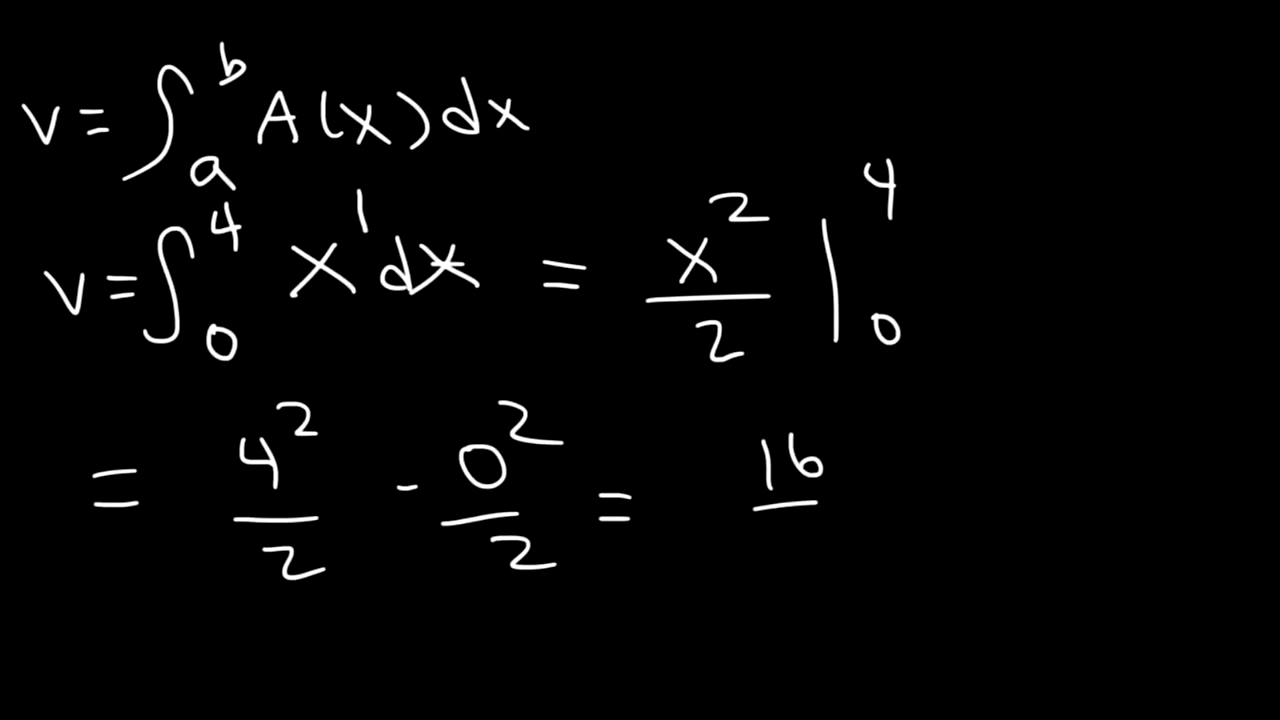 V = ∫_a^b A(x) dx
V = ∫_0^4 x^1 dx = x^2/2 |_0^4
= 4^2/2 - 0^2/2 = 16/